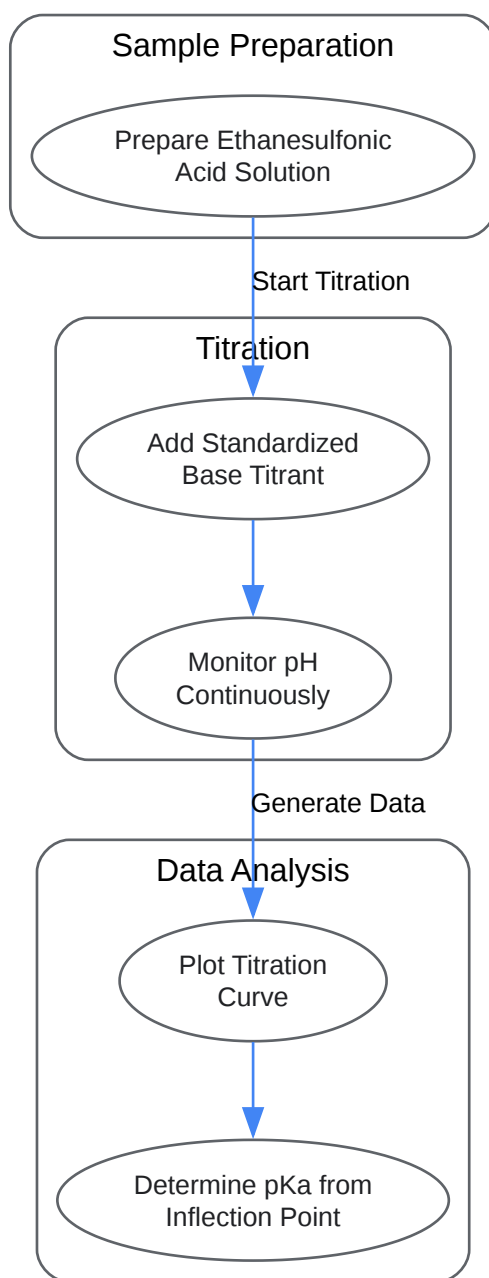 Sample Preparation
Prepare Ethanesulfonic
Acid Solution
Start Titration
Titration
Add Standardized
Base Titrant
Monitor pH
Continuously
Generate Data
Data Analysis
Plot Titration
Curve
Determine pKa from
Inflection Point